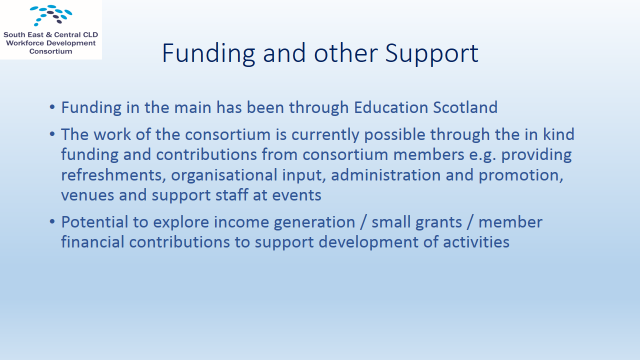 South East & Central CLD
Workforce Development
Consortium
Funding and other Support
• Funding in the main has been through Education Scotland
• The work of the consortium is currently possible through the in kind
funding and contributions from consortium members e.g. providing
refreshments, organisational input, administration and promotion,
venues and support staff at events
• Potential to explore income generation / small grants / member
financial contributions to support development of activities